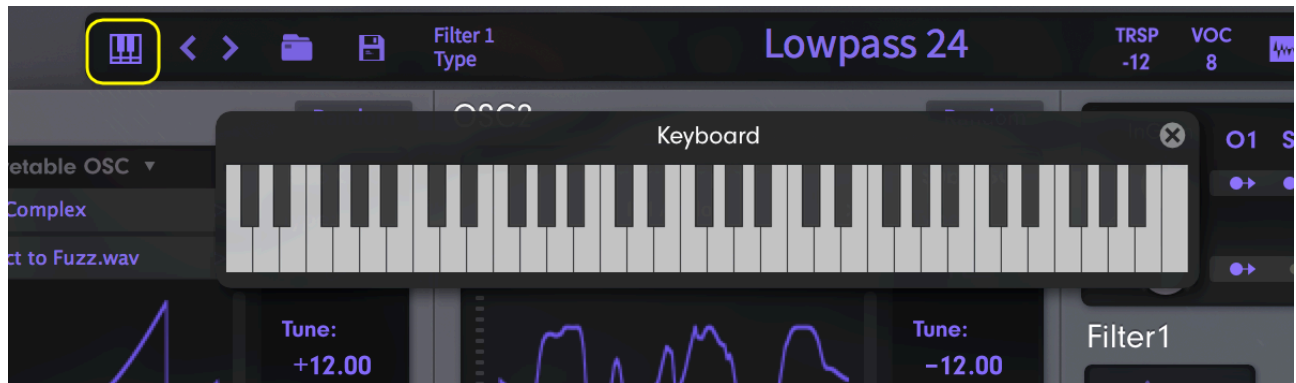 Filter 1
Type
Lowpass 24
TRSP
-12
VOC
8
OSC2
Keyboard
etable OSC
Complex
ct to Fuzz.wav
O1
S
Tune:
+12.00
Tune:
-12.00
Filter1